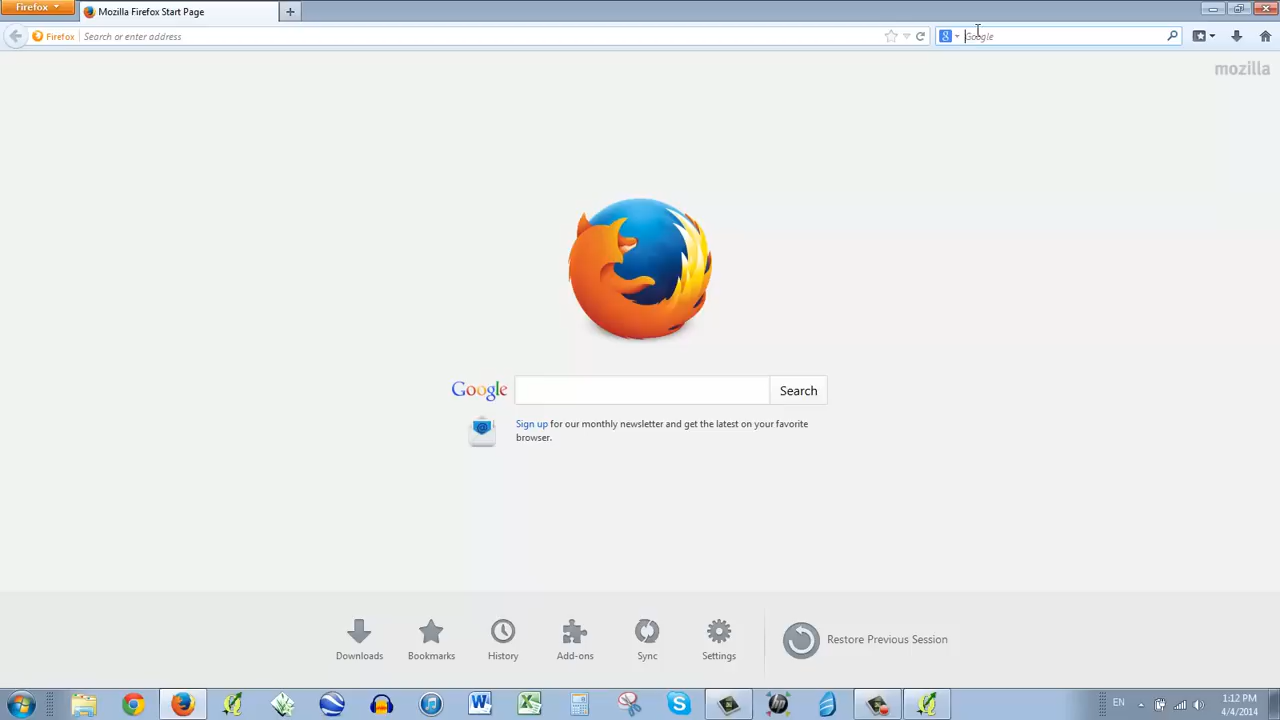 Firefox
Mozilla Firefox Start Page
Firefox
Search or enter address
Google
mozilla
Google
Search
Sign up for our monthly newsletter and get the latest on your favorite
browser.
Downloads
Bookmarks
History
Add-ons
Sync
Settings
Restore Previous Session
EN
1:12 PM
4/4/2014